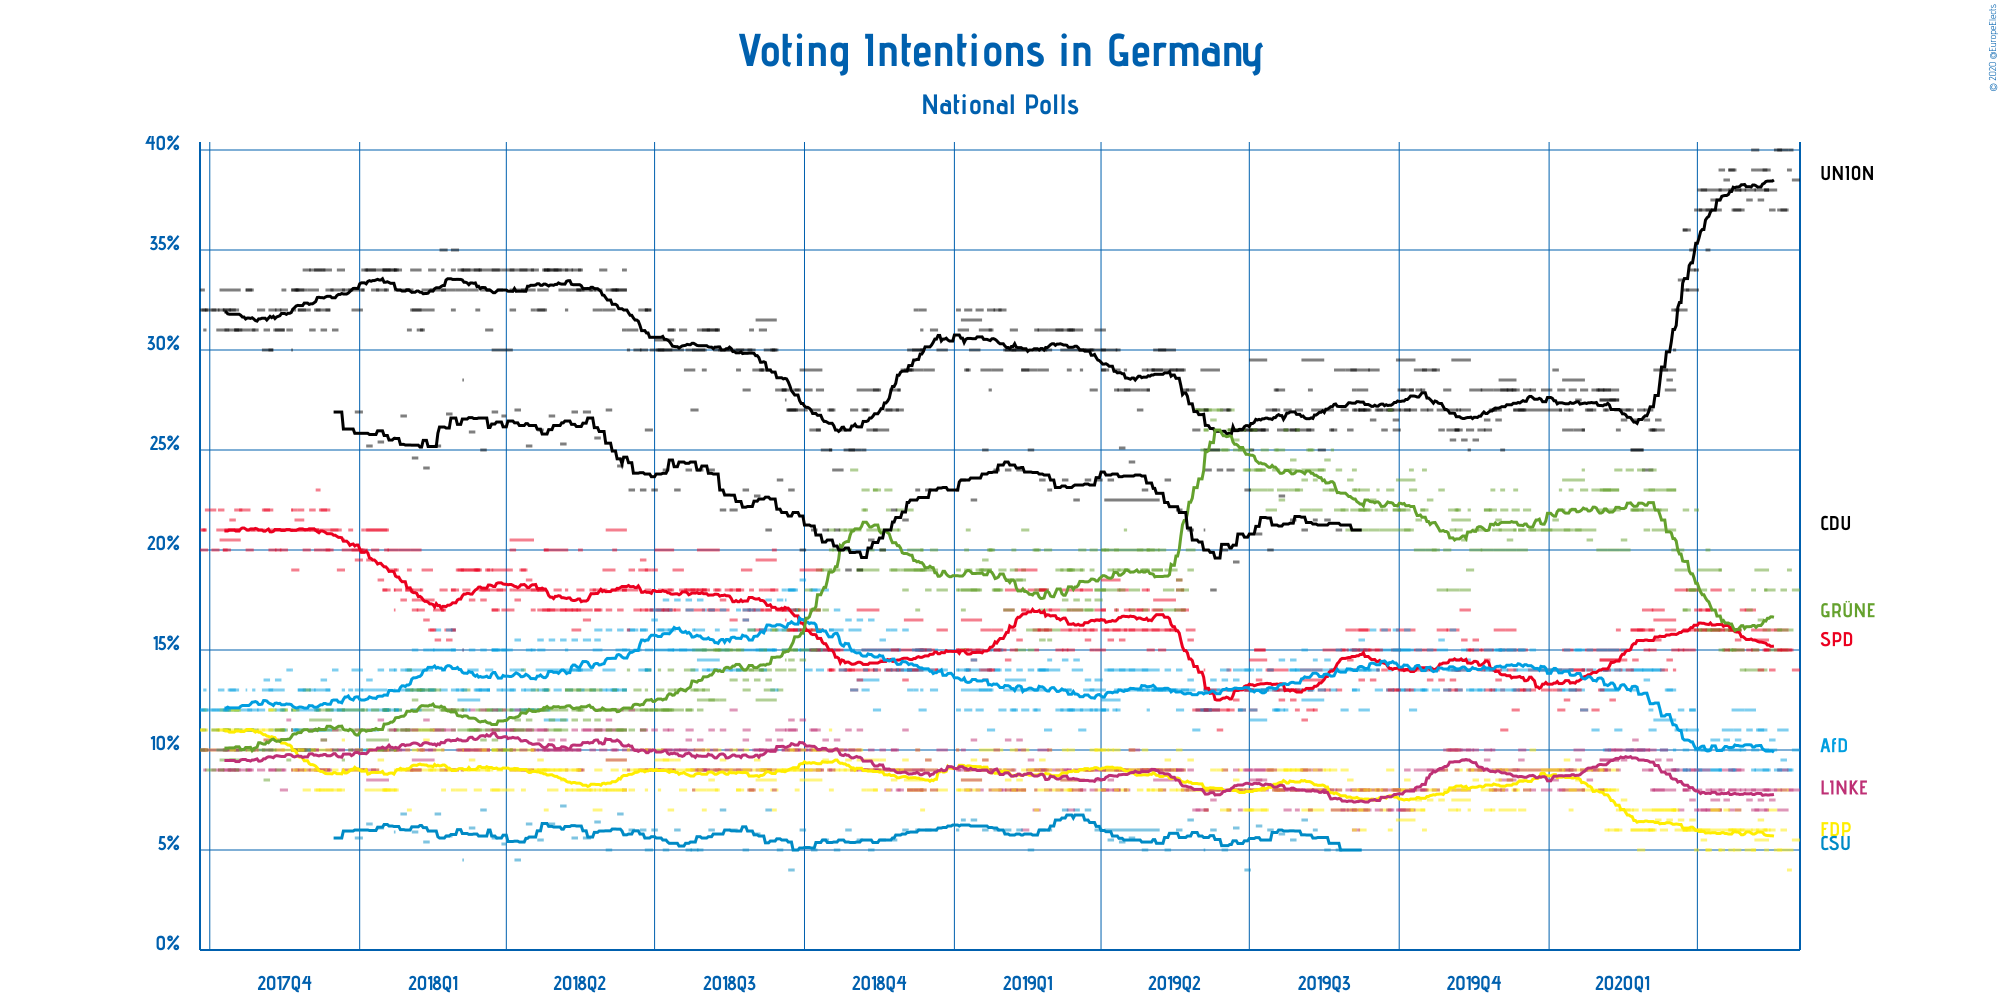 Voting Intentions in Germany
National Polls
© 2020 @EuropeElects
40%
35%
30%
25%
20%
15%
10%
5%
0%
UNION
CDU
GRÜNE
SPD
AfD
LINKE
FDP
CSU
2017Q4 2018Q1 2018Q2 2018Q3 2018Q4 2019Q1 2019Q2 2019Q3 2019Q4 2020Q1